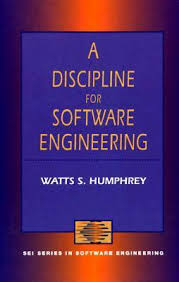 A
DISCIPLINE
FOR
SOFTWARE
ENGINEERING
WATTS S. HUMPHREY
SEI SERIES IN SOFTWARE ENGINEERING